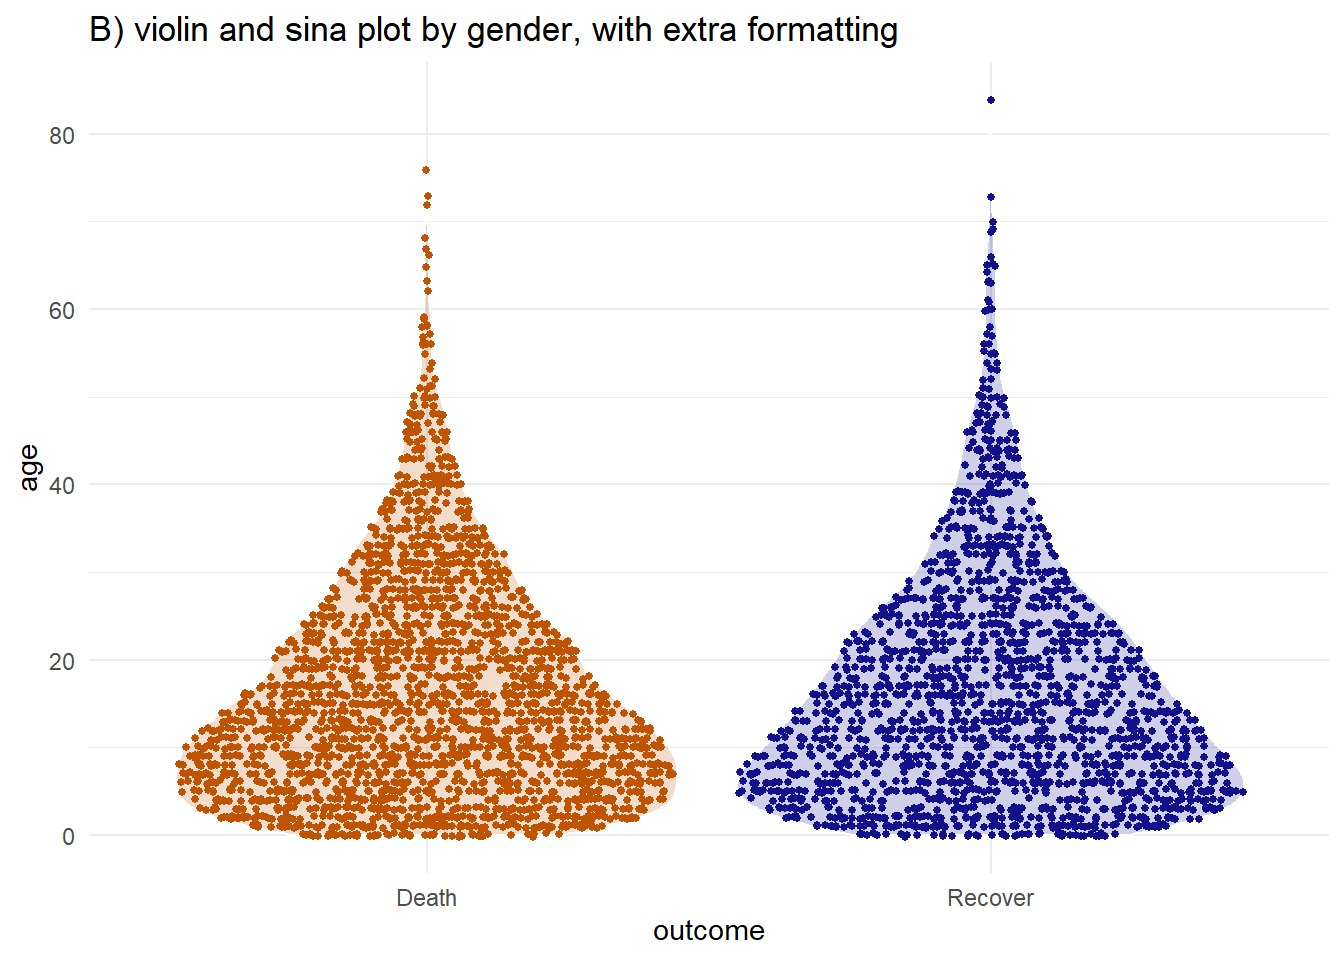 B) violin and sina plot by gender, with extra formatting
80
60
40
20
0
age
Death
Recover
outcome